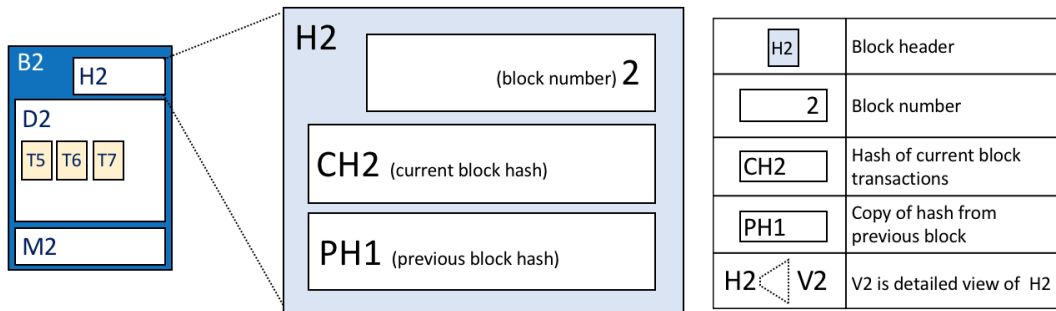 B2
H2
D2
T5 T6 T7
M2
H2
(block number) 2
CH2 (current block hash)
PH1 (previous block hash)
H2 Block header
2 Block number
CH2 Hash of current block
transactions
PH1 Copy of hash from
previous block
H2 V2 V2 is detailed view of H2